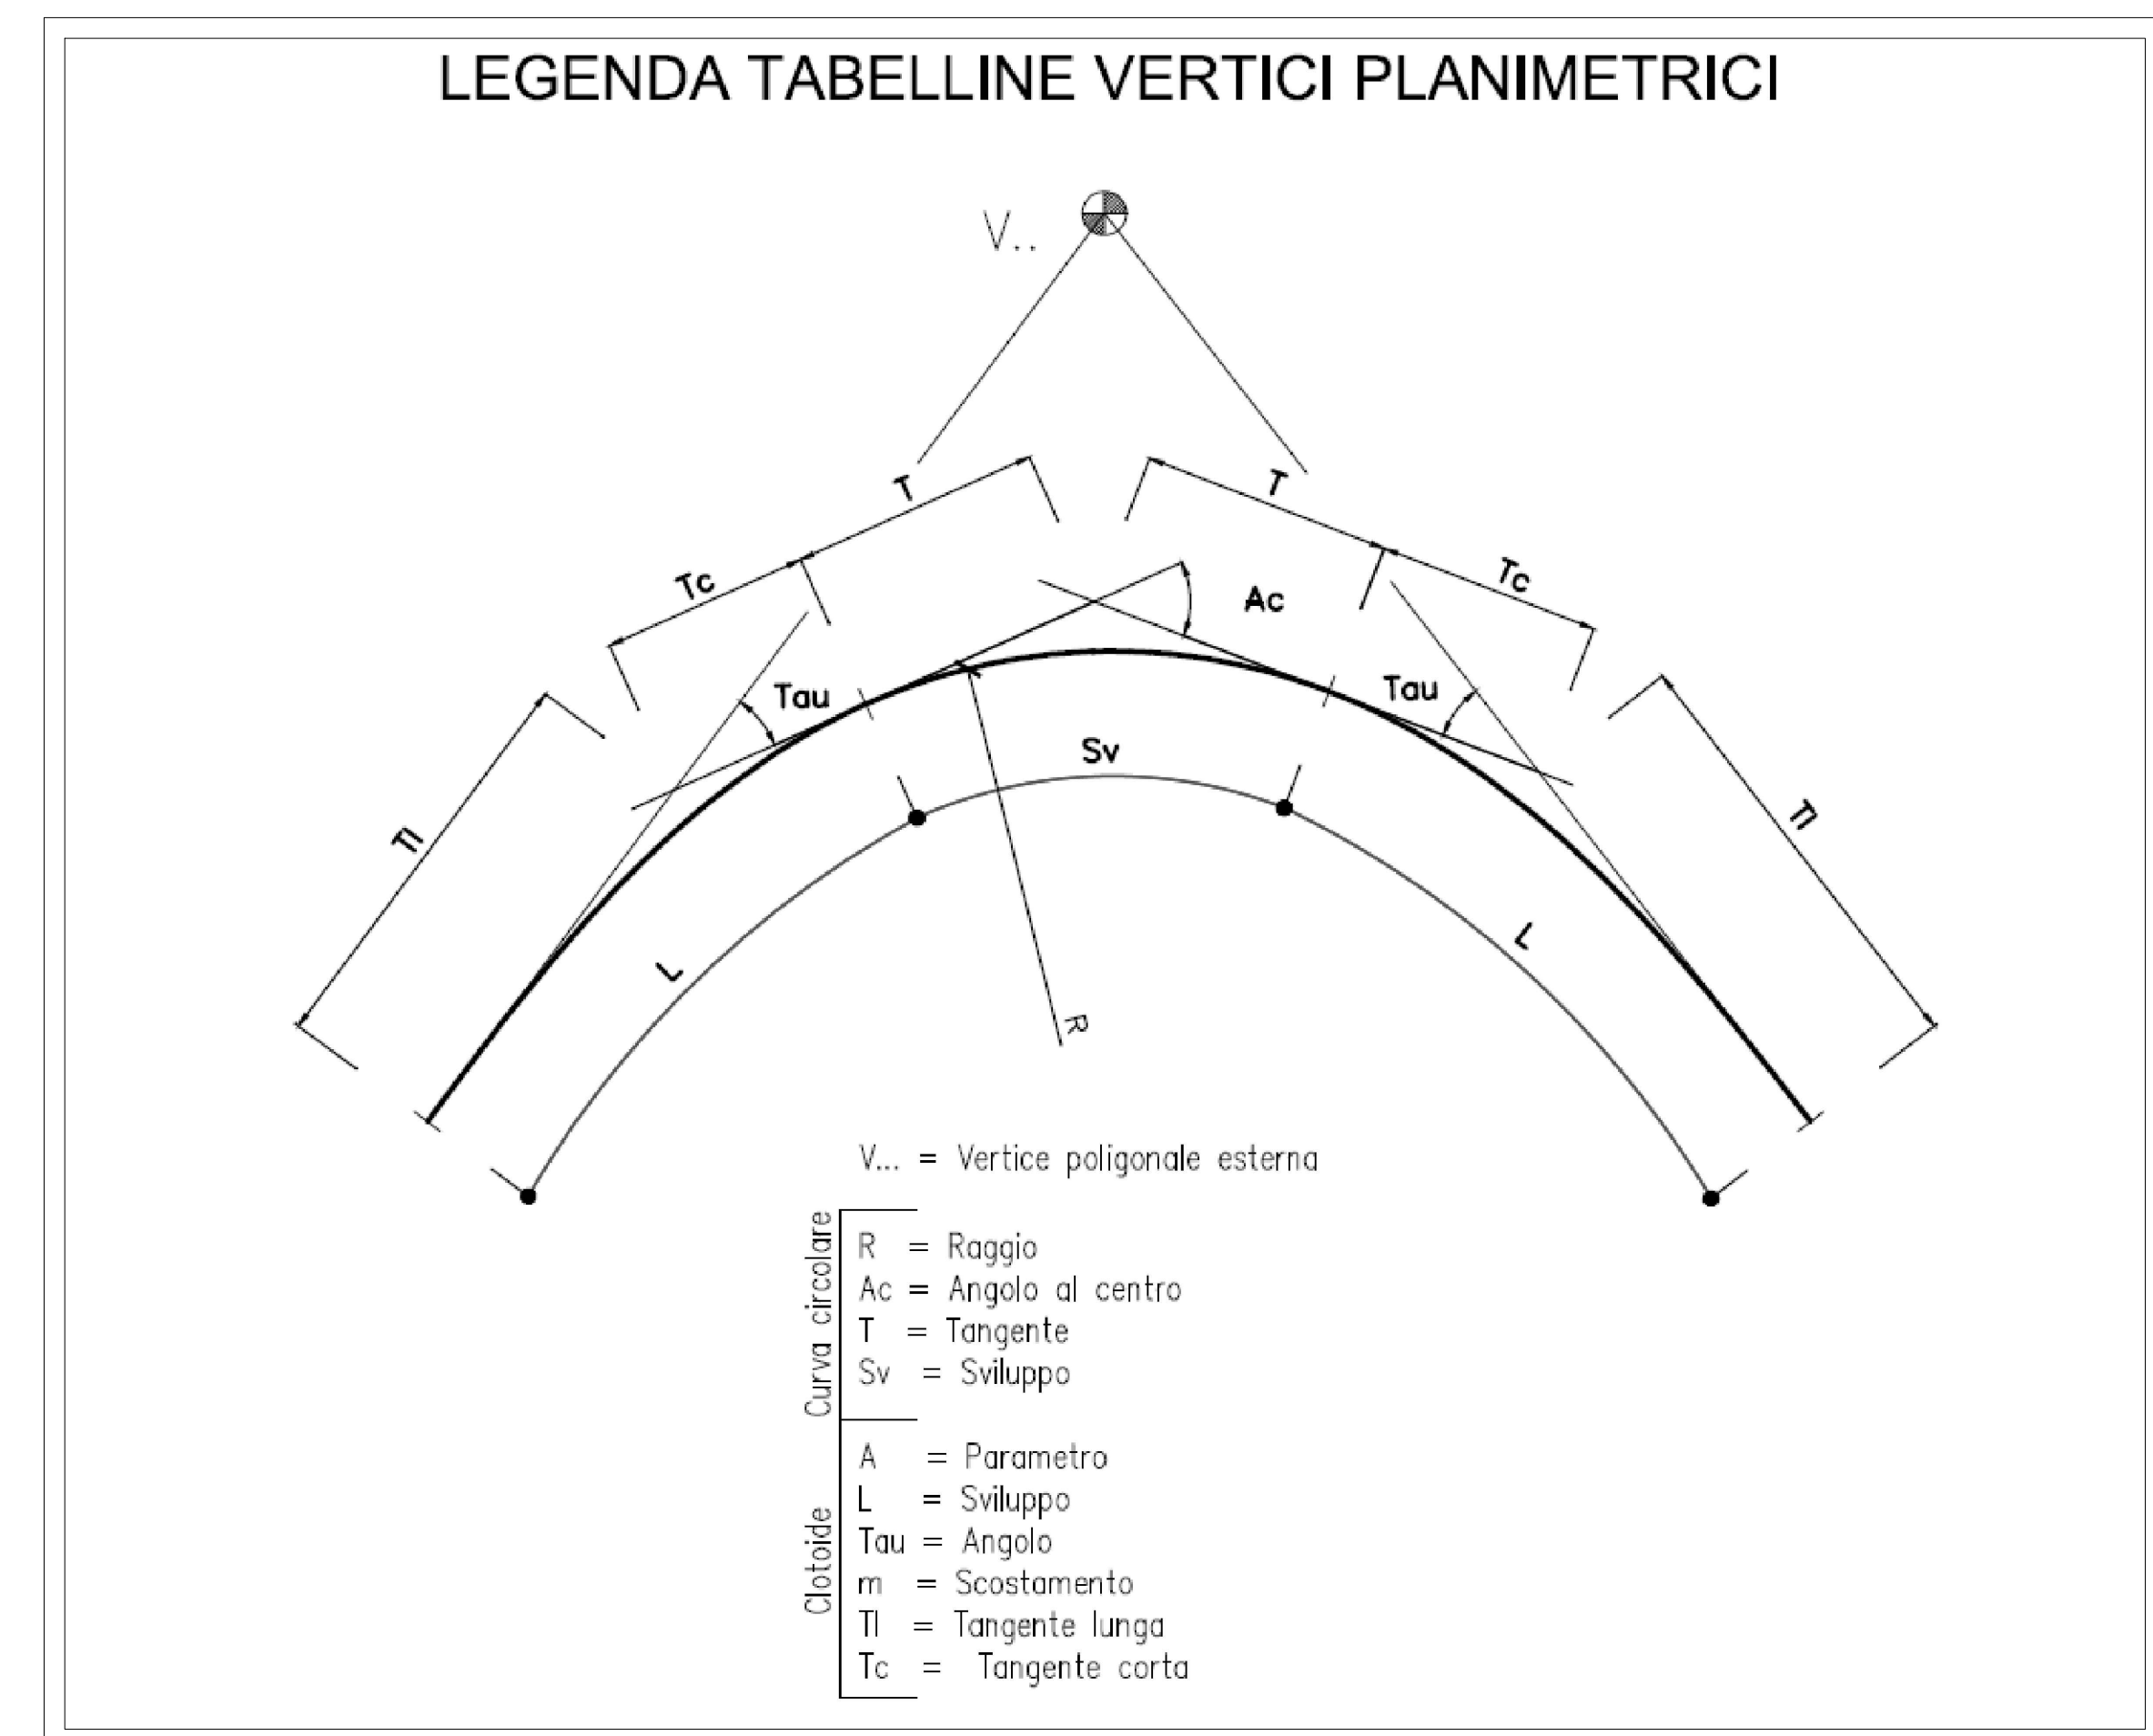 LEGENDA TABELLINE VERTICI PLANIMETRICI
V..
T
T
Tc
Tc
Ac
Tau
Tau
Sv
Tl
Tl
L
L
R
V... = Vertice poligonale esterna
Curva circolare
R = Raggio
Ac = Angolo al centro
T = Tangente
Sv = Sviluppo
Clotoide
A = Parametro
L = Sviluppo
Tau = Angolo
m = Scostamento
Tl = Tangente lunga
Tc = Tangente corta